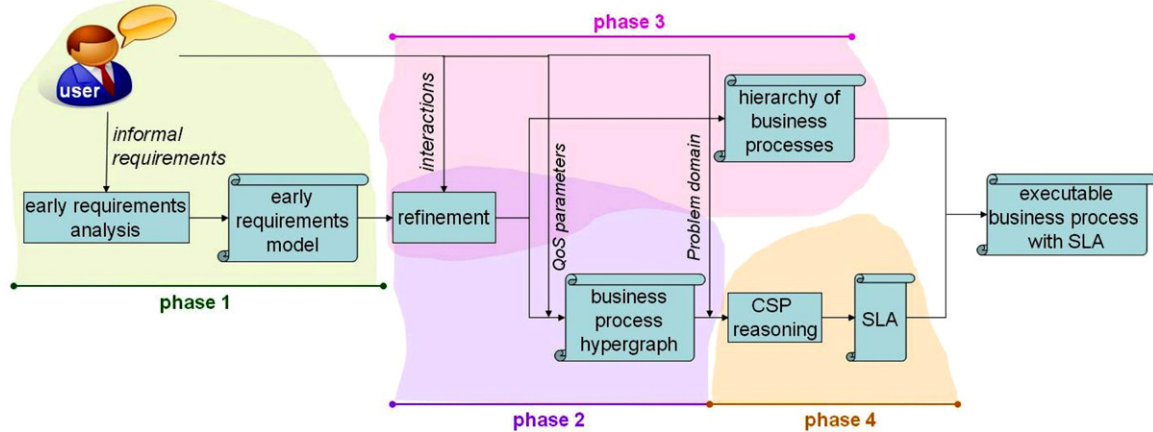 phase 3
user
informal
requirements
interactions
QoS parameters
Problem domain
hierarchy of
business
processes
early requirements
analysis
early
requirements
model
refinement
executable
business process
with SLA
phase 1
business
process
hypergraph
CSP
reasoning
SLA
phase 2
phase 4